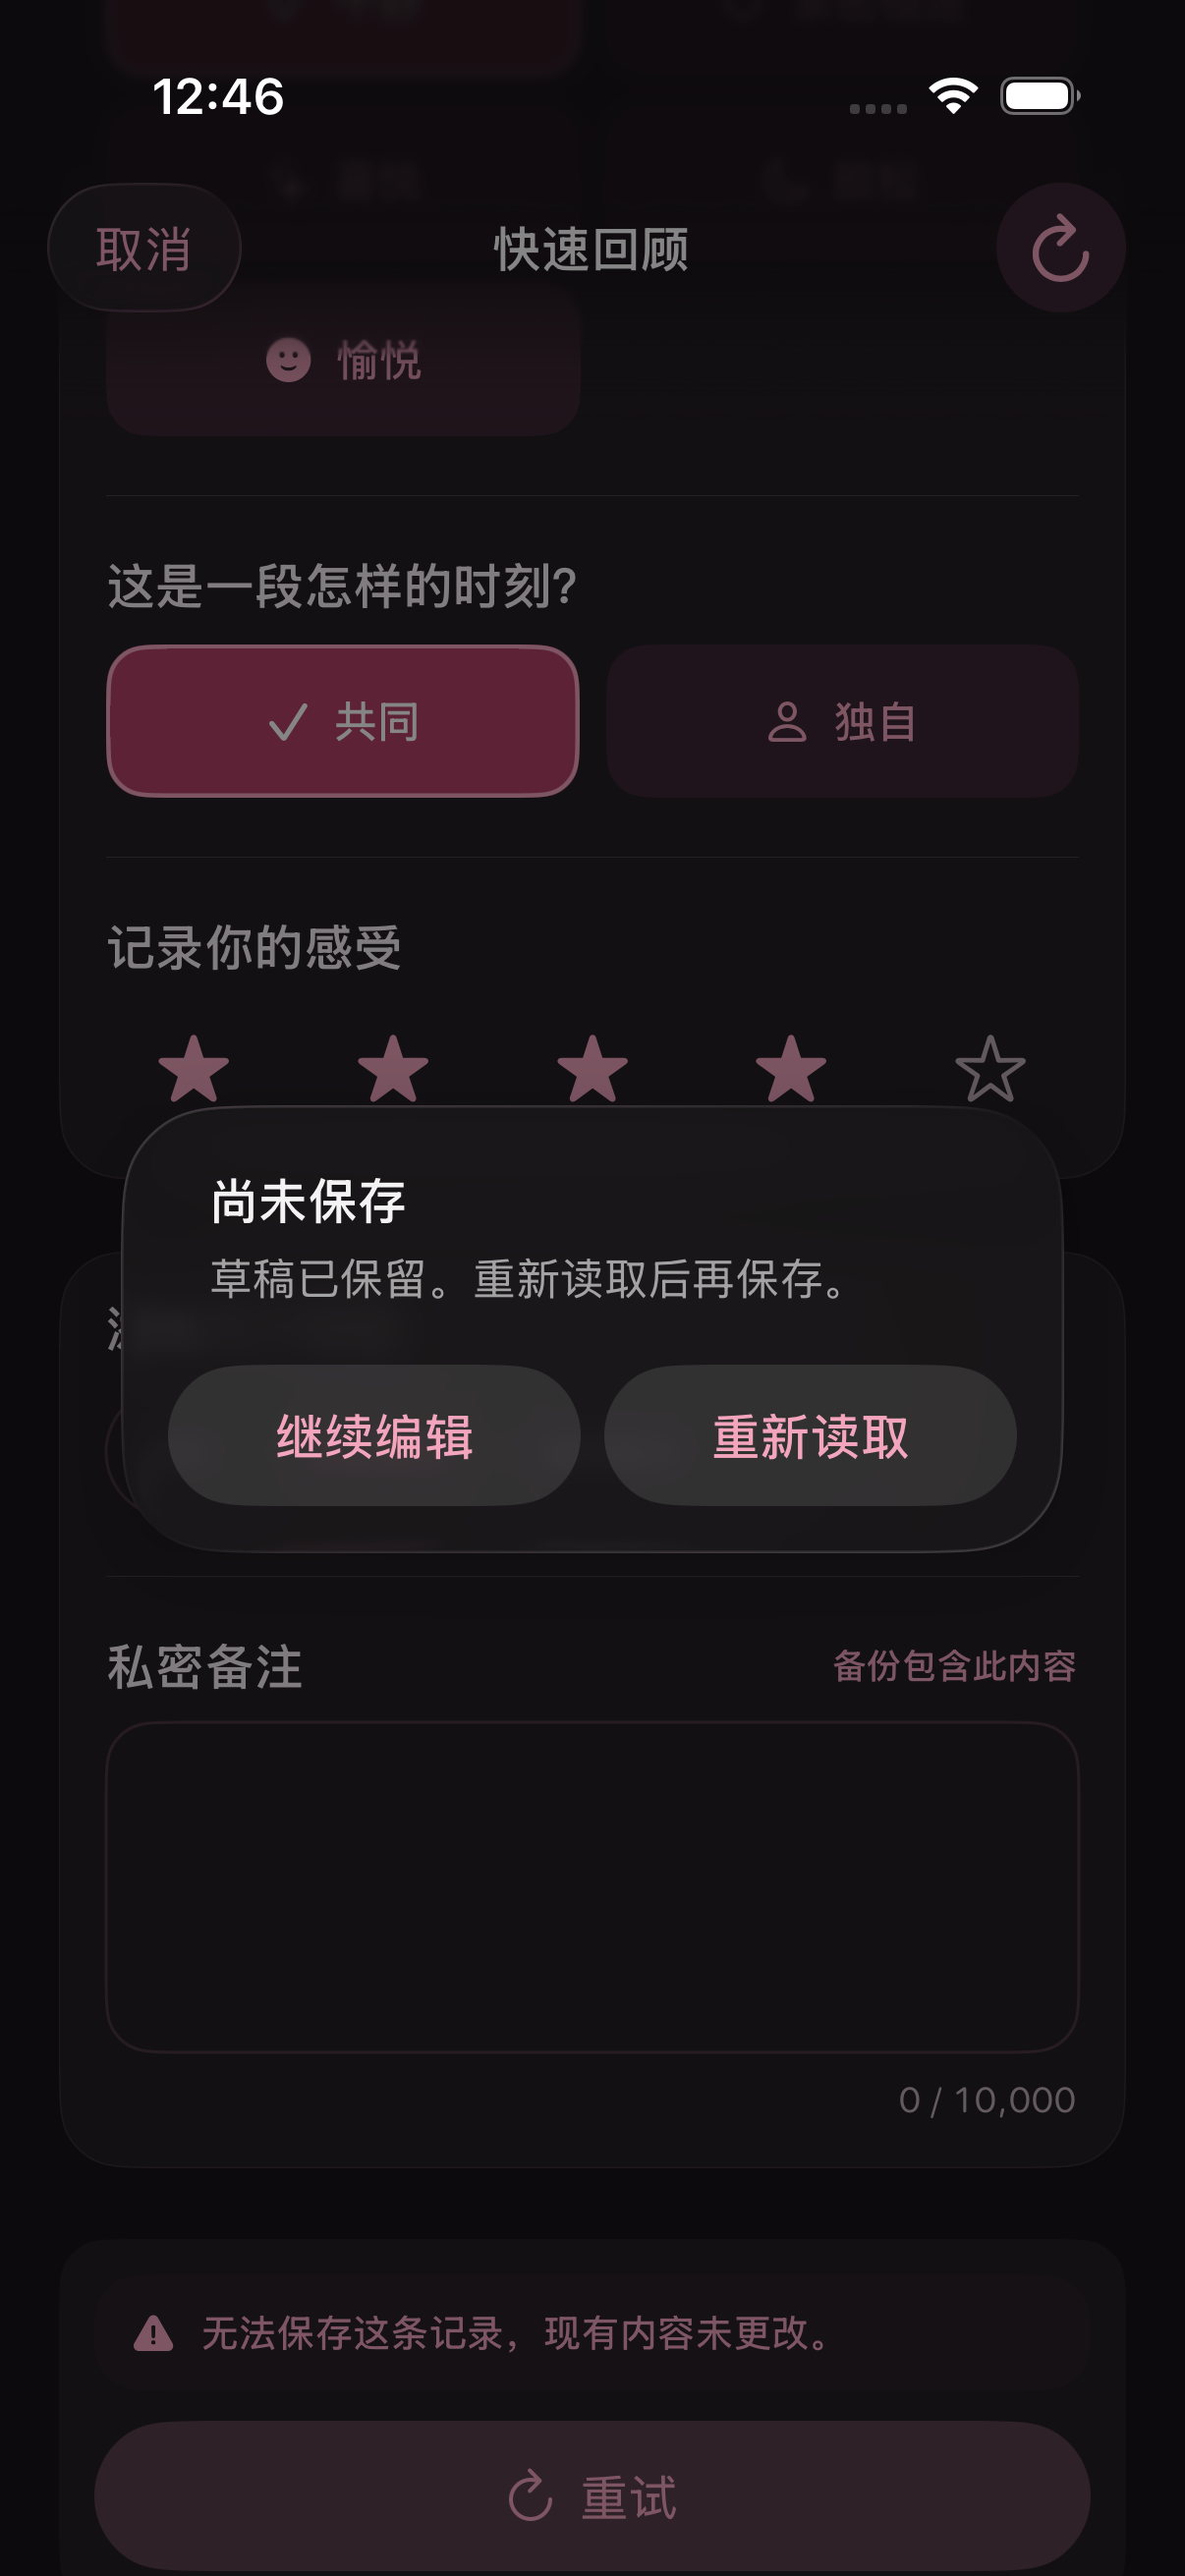 12:46
取消
快速回顾
愉悦
这是一段怎样的时刻?
共同
独自
记录你的感受
尚未保存
草稿已保留。重新读取后再保存。
继续编辑
重新读取
私密备注
备份包含此内容
0 / 10,000
无法保存这条记录，现有内容未更改。
重试